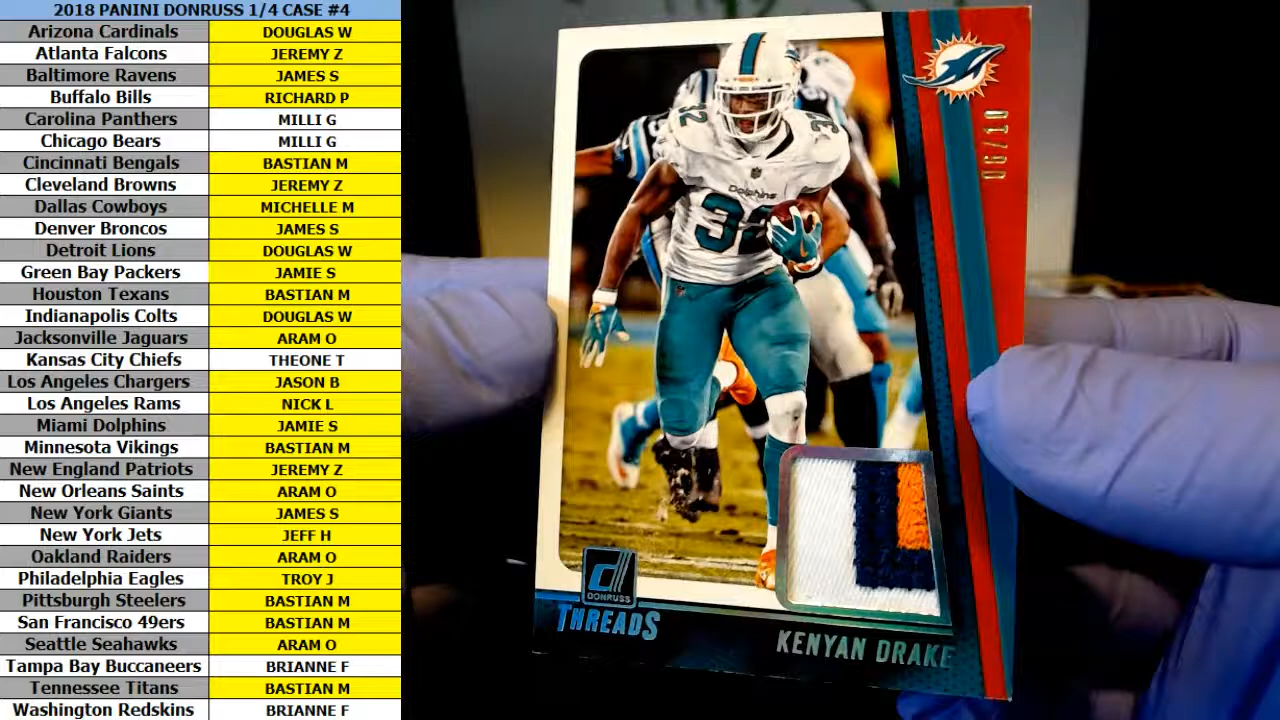 2018 PANINI DONRUSS 1/4 CASE #4
Arizona Cardinals DOUGLAS W
Atlanta Falcons JEREMY Z
Baltimore Ravens JAMES S
Buffalo Bills RICHARD P
Carolina Panthers MILLI G
Chicago Bears MILLI G
Cincinnati Bengals BASTIAN M
Cleveland Browns JEREMY Z
Dallas Cowboys MICHELLE M
Denver Broncos JAMES S
Detroit Lions DOUGLAS W
Green Bay Packers JAMIE S
Houston Texans BASTIAN M
Indianapolis Colts DOUGLAS W
Jacksonville Jaguars ARAM O
Kansas City Chiefs THEONE T
Los Angeles Chargers JASON B
Los Angeles Rams NICK L
Miami Dolphins JAMIE S
Minnesota Vikings BASTIAN M
New England Patriots JEREMY Z
New Orleans Saints ARAM O
New York Giants JAMES S
New York Jets JEFF H
Oakland Raiders ARAM O
Philadelphia Eagles TROY J
Pittsburgh Steelers BASTIAN M
San Francisco 49ers BASTIAN M
Seattle Seahawks ARAM O
Tampa Bay Buccaneers BRIANNE F
Tennessee Titans BASTIAN M
Washington Redskins BRIANNE F
06/10
32
32
Dolphins
32
DONRUSS
THREADS
KENYAN DRAKE